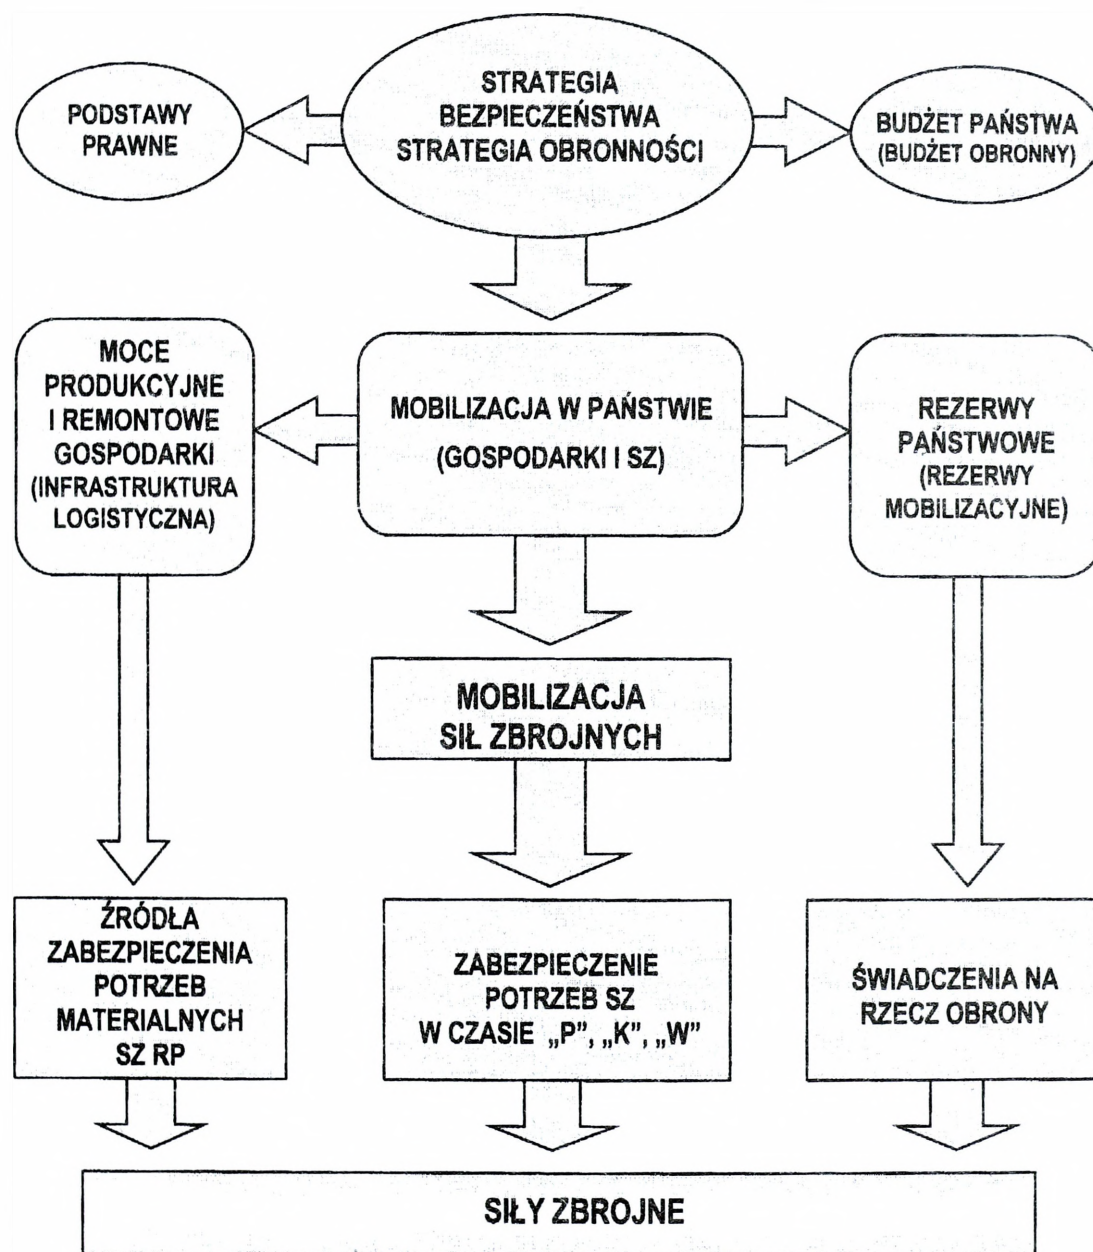 PODSTAWY
PRAWNE
STRATEGIA
BEZPIECZEŃSTWA
STRATEGIA OBRONNOŚCI
BUDŻET PAŃSTWA
(BUDŻET OBRONNY)
MOCE
PRODUKCYJNE
I REMONTOWE
GOSPODARKI
(INFRASTRUKTURA
LOGISTYCZNA)
MOBILIZACJA W PAŃSTWIE
(GOSPODARKI I SZ)
REZERWY
PAŃSTWOWE
(REZERWY
MOBILIZACYJNE)
MOBILIZACJA
SIŁ ZBROJNYCH
ŹRÓDŁA
ZABEZPIECZENIA
POTRZEB
MATERIALNYCH
SZ RP
ZABEZPIECZENIE
POTRZEB SZ
W CZASIE „P”, „K”, „W”
ŚWIADCZENIA NA
RZECZ OBRONY
SIŁY ZBROJNE